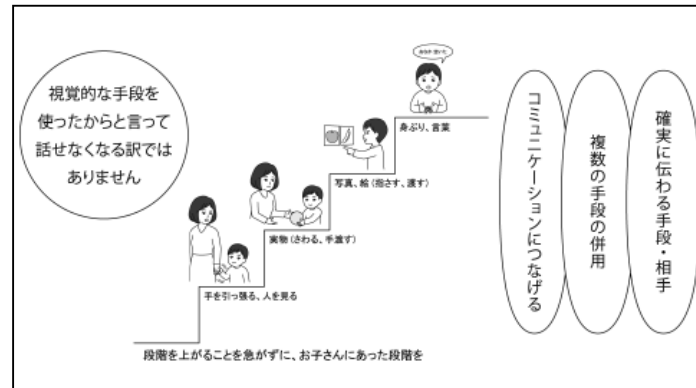 視覚的な手段を
使ったからと言って
話せなくなる訳では
ありません
身ぶり、言葉
写真、絵（指さす、渡す）
実物（さわる、手渡す）
手を引っ張る、人を見る
段階を上がることを急がずに、お子さんにあった段階を
確実に伝わる手段・相手
複数の手段の併用
コミュニケーションにつなげる